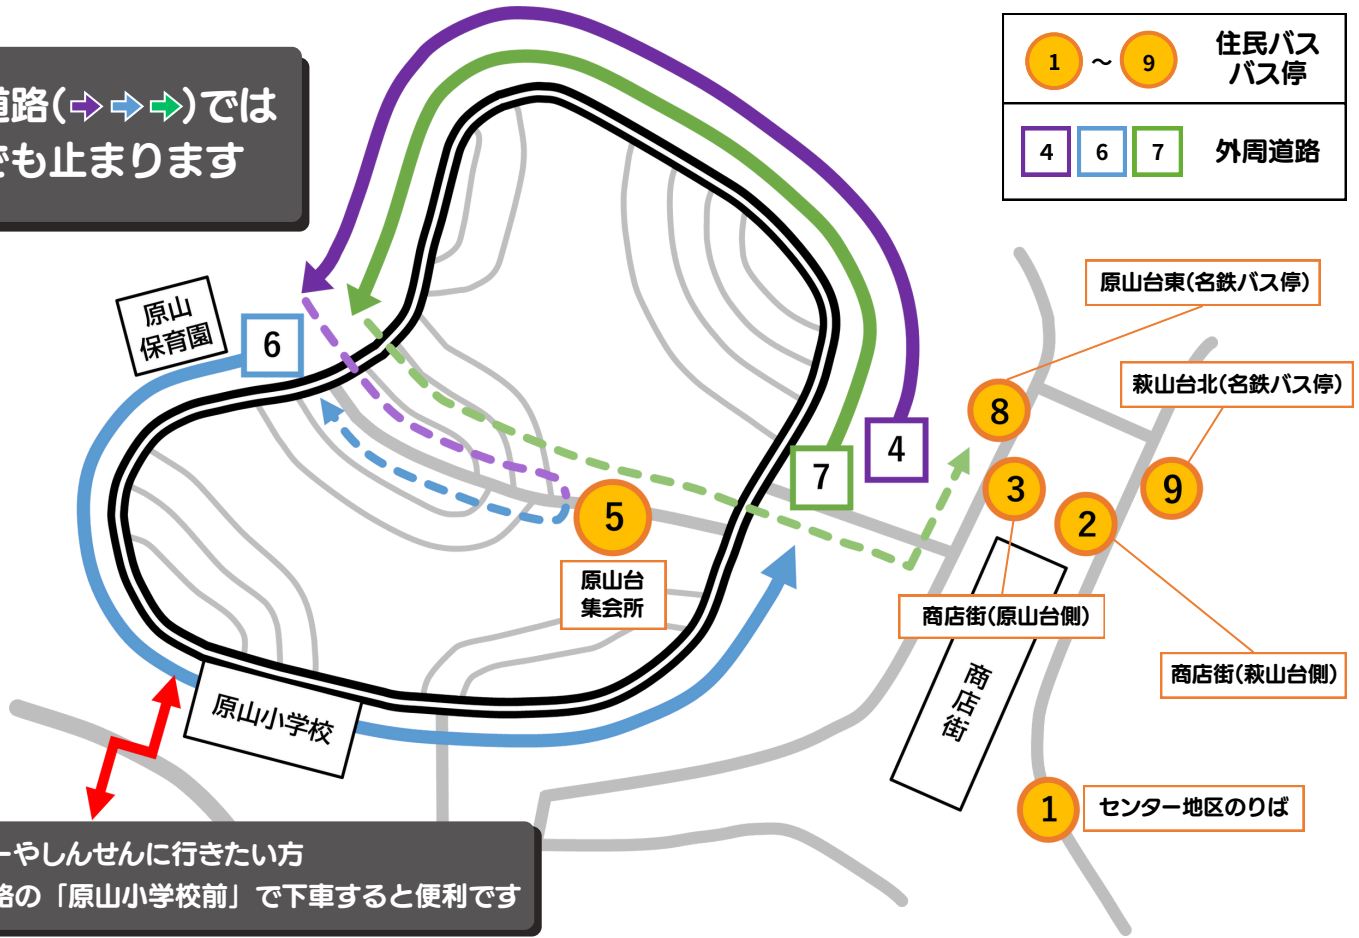 道路(⇨⇨⇨)では
でも止まります
1 ~ 9
住民バス
バス停
4 6 7
外周道路
原山台東(名鉄バス停)
原山
保育園
6
萩山台北(名鉄バス停)
8
4
7
3
9
5
2
原山台
集会所
商店街(原山台側)
商店街(萩山台側)
原山小学校
商店街
1
センター地区のりば
ーやしんせんに行きたい方
路の「原山小学校前」で下車すると便利です